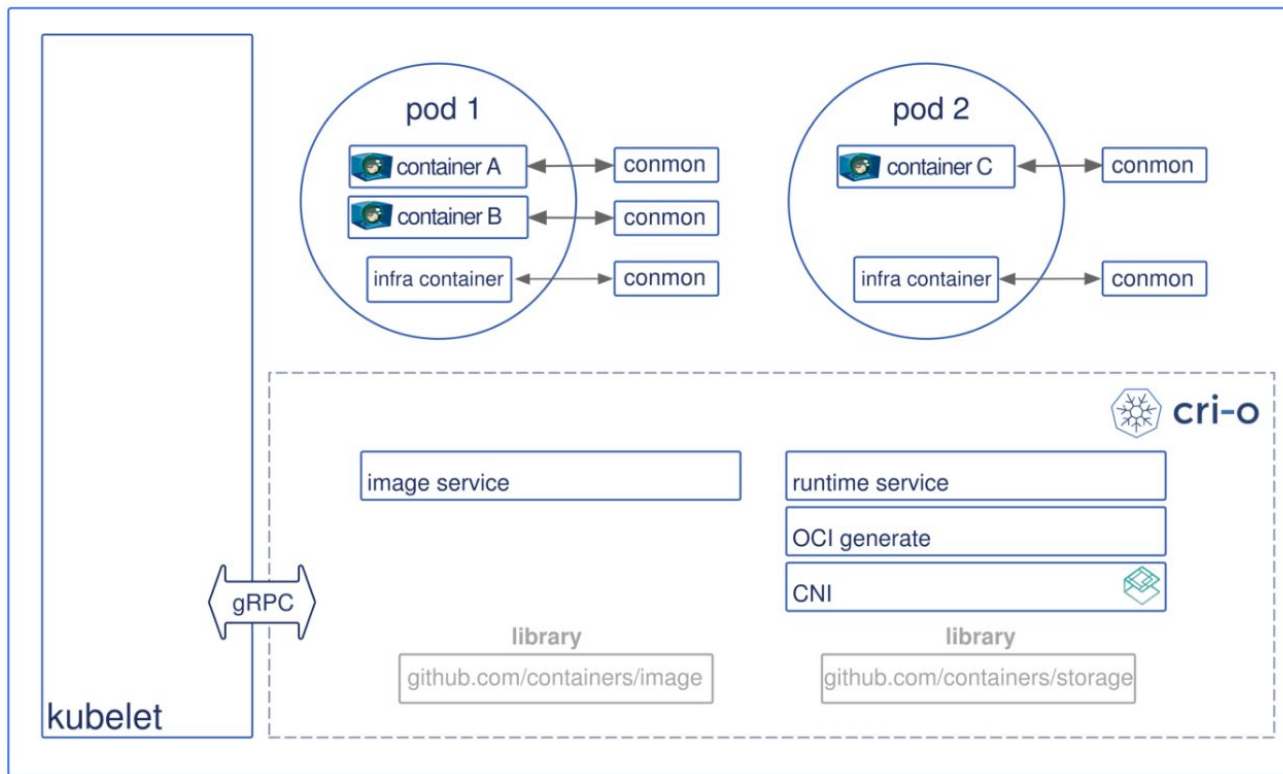 pod 1
container A
conmon
container B
conmon
infra container
conmon
pod 2
container C
conmon
infra container
conmon
cri-o
image service
runtime service
OCI generate
CNI
gRPC
library
github.com/containers/image
library
github.com/containers/storage
kubelet